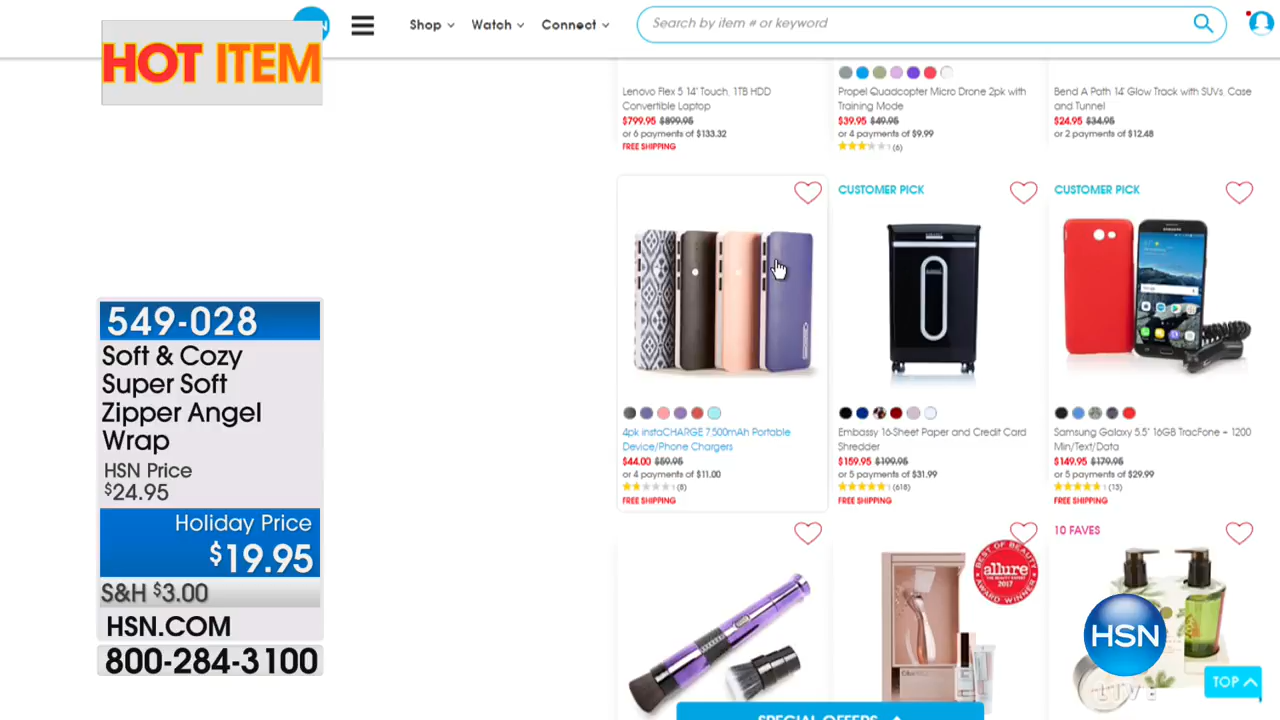 HOT ITEM
Shop
Watch
Connect
Search by item # or keyword
Lenovo Flex 5 14" Touch, 1TB HDD
Convertible Laptop
$799.95 $899.95
or 6 payments of $133.32
FREE SHIPPING
Propel Quadcopter Micro Drone 2pk with
Training Mode
$39.95 $49.95
or 4 payments of $9.99
(6)
Bend A Path 14' Glow Track with SUVs, Case
and Tunnel
$24.95 $34.95
or 2 payments of $12.48
549-028
Soft & Cozy
Super Soft
Zipper Angel
Wrap
HSN Price
$24.95
Holiday Price
$19.95
S&H $3.00
HSN.COM
800-284-3100
4pk instaCHARGE 7,500mAh Portable
Device/Phone Chargers
$44.00 $59.95
or 4 payments of $11.00
(8)
FREE SHIPPING
CUSTOMER PICK
Embassy 16-Sheet Paper and Credit Card
Shredder
$159.95 $199.95
or 5 payments of $31.99
(618)
FREE SHIPPING
CUSTOMER PICK
SAMSUNG
Samsung Galaxy 5.5" 16GB TracFone + 1200
Min/Text/Data
$149.95 $179.95
or 5 payments of $29.99
(13)
FREE SHIPPING
BEST OF BEAUTY
allure
THE BEAUTY EXPERT
2017
AWARD WINNER
10 FAVES
HSN
LIVE
TOP
SPECIAL OFFERS